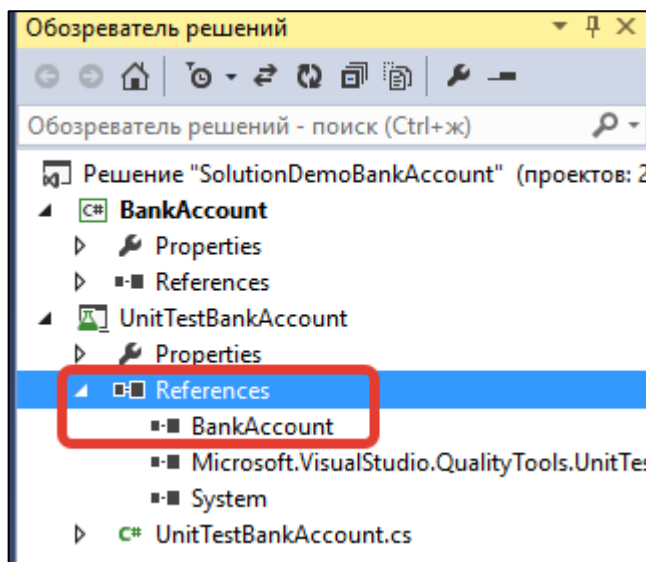 Обозреватель решений
Обозреватель решений - поиск (Ctrl+ж)
Решение "SolutionDemoBankAccount" (проектов: 2
C# BankAccount
Properties
References
UnitTestBankAccount
Properties
References
BankAccount
Microsoft.VisualStudio.QualityTools.UnitTes
System
C# UnitTestBankAccount.cs